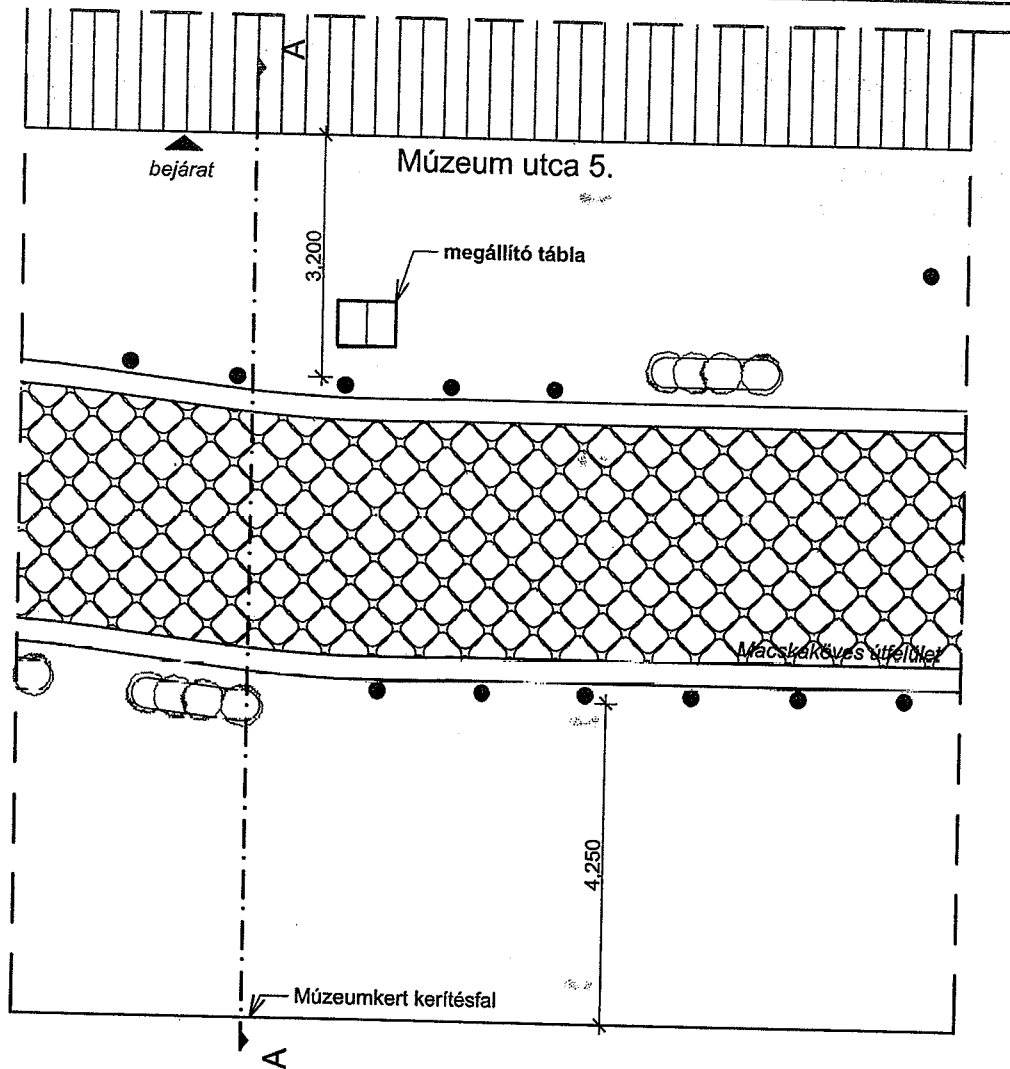 A
bejárat
Múzeum utca 5.
3,200
megállító tábla
Macskaköves útfelület
4,250
Múzeumkert kerítésfal
A